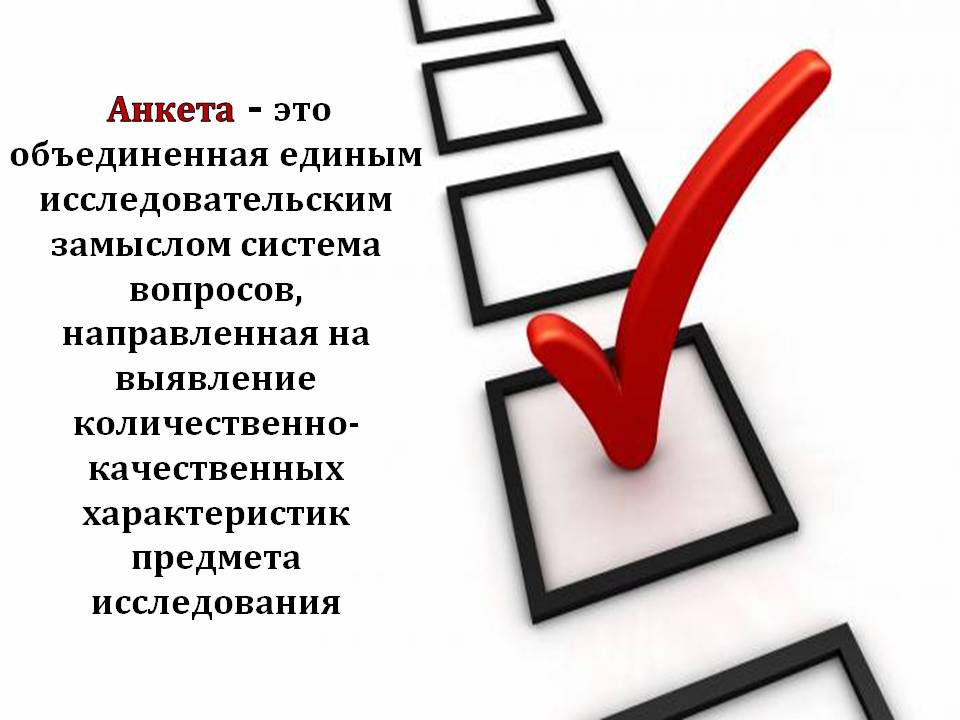 Анкета - это
объединенная единым
исследовательским
замыслом система
вопросов,
направленная на
выявление
количественно-
качественных
характеристик
предмета
исследования